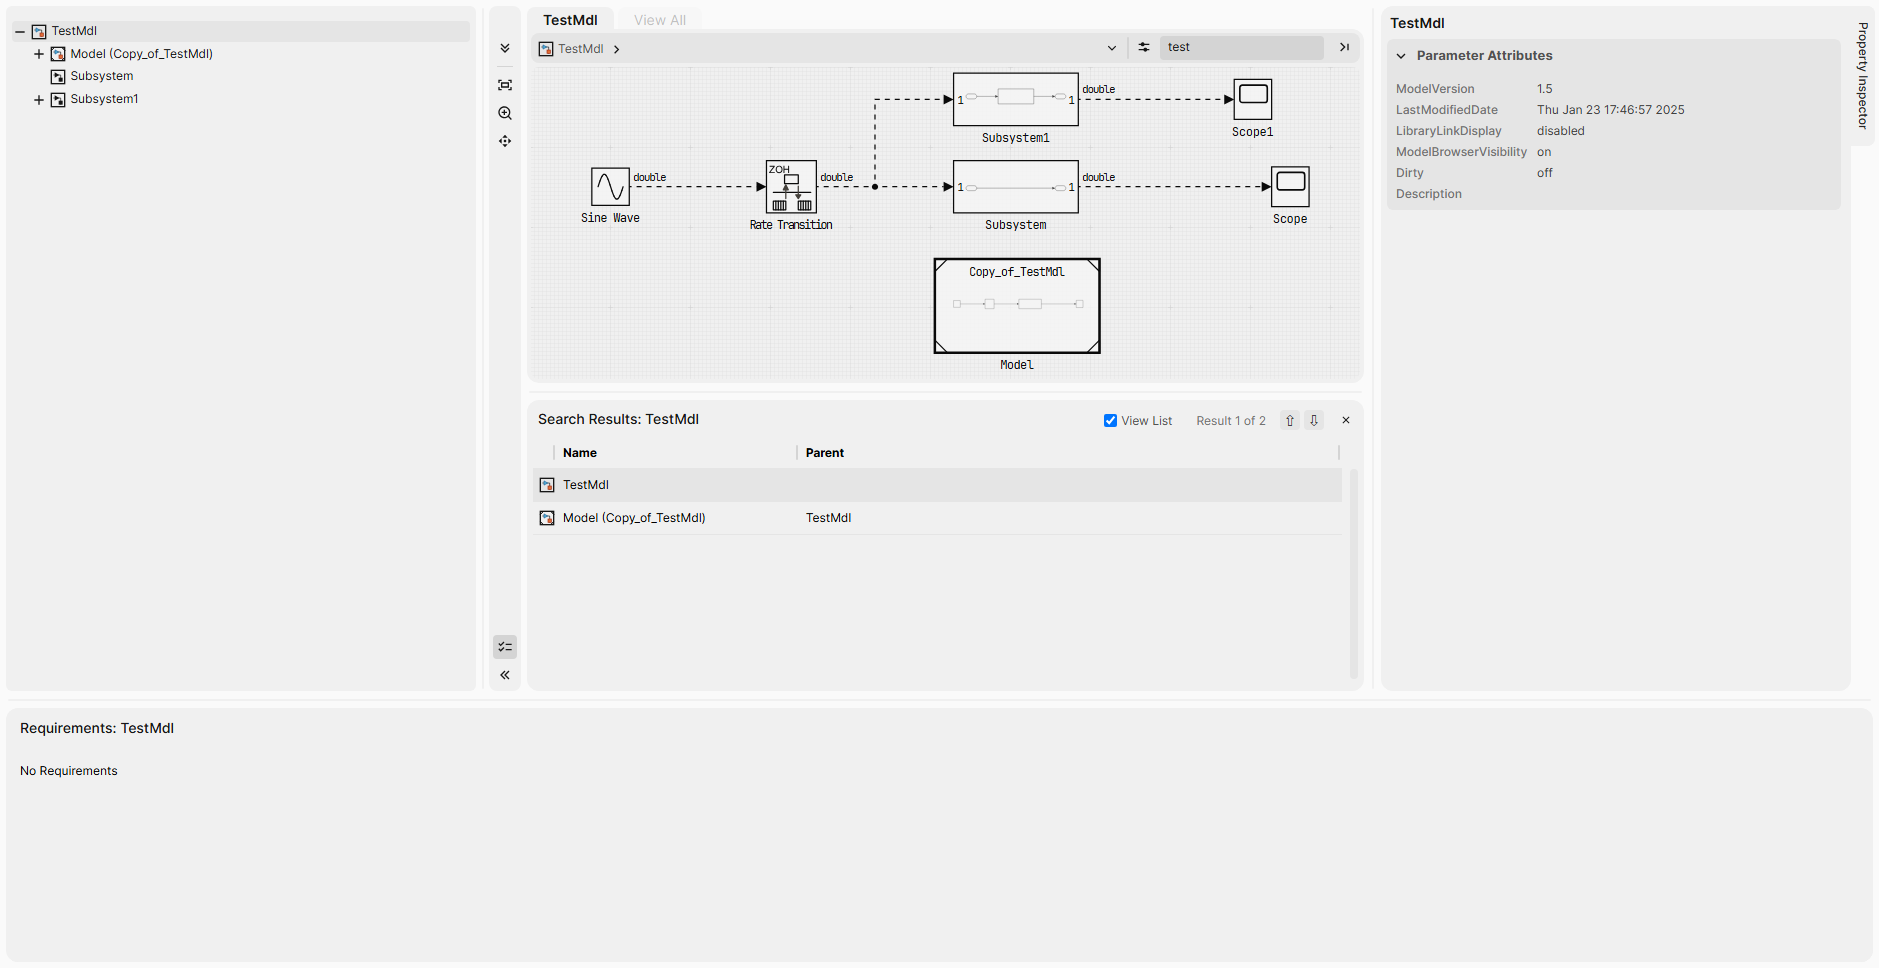 TestMdl
Model (Copy_of_TestMdl)
Subsystem
Subsystem1
TestMdl
View All
TestMdl
test
1
1
double
Subsystem1
Scope1
double
ZOH
double
1
1
double
Sine Wave
Rate Transition
Subsystem
Scope
Copy_of_TestMdl
Model
Search Results: TestMdl
View List
Result 1 of 2
Name Parent
TestMdl
Model (Copy_of_TestMdl) TestMdl
TestMdl
Parameter Attributes
ModelVersion 1.5
LastModifiedDate Thu Jan 23 17:46:57 2025
LibraryLinkDisplay disabled
ModelBrowserVisibility on
Dirty off
Description
Property Inspector
Requirements: TestMdl
No Requirements